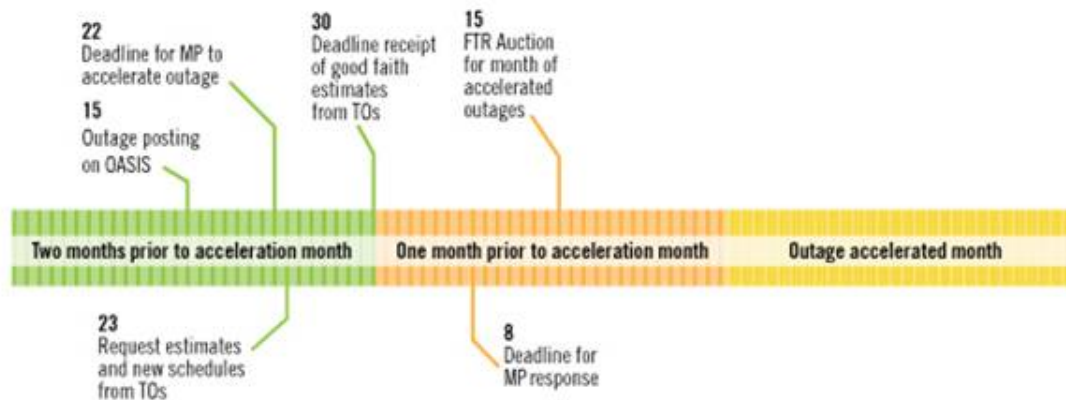 22
Deadline for MP to
accelerate outage
15
Outage posting
on OASIS
30
Deadline receipt
of good faith
estimates
from TOs
15
FTR Auction
for month of
accelerated
outages
Two months prior to acceleration month
One month prior to acceleration month
Outage accelerated month
23
Request estimates
and new schedules
from TOs
8
Deadline for
MP response